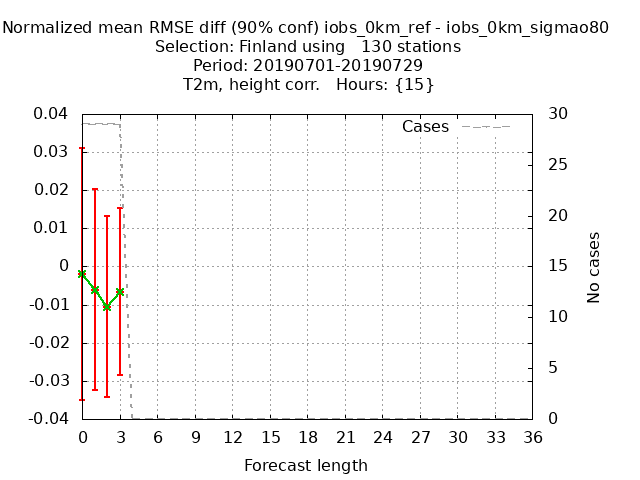 Normalized mean RMSE diff (90% conf) iobs_0km_ref - iobs_0km_sigmao80
Selection: Finland using   130 stations
Period: 20190701-20190729
T2m, height corr.   Hours: {15}
Cases
0.04
0.03
0.02
0.01
0
-0.01
-0.02
-0.03
-0.04
30
25
20
15
10
5
0
No cases
0 3 6 9 12 15 18 21 24 27 30 33 36
Forecast length